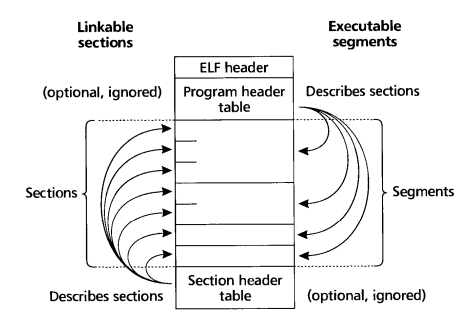 Linkable
sections
Executable
segments
ELF header
(optional, ignored)
Program header
table
Describes sections
Sections
Segments
Describes sections
Section header
table
(optional, ignored)